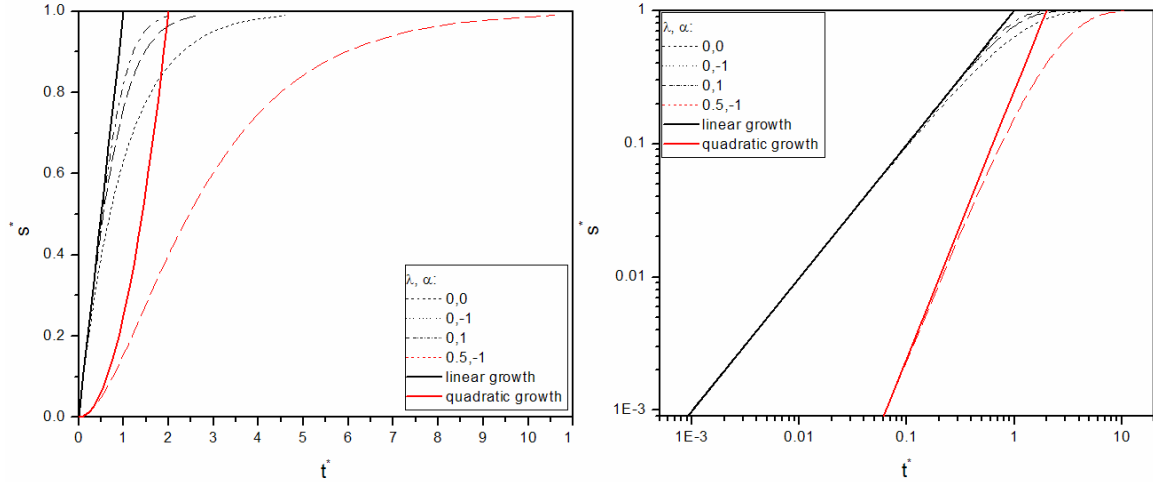 1.0
0.8
0.6
0.4
0.2
0.0
s*
0 1 2 3 4 5 6 7 8 9 10 1
t*
λ, α:
0,0
0,-1
0,1
0.5,-1
linear growth
quadratic growth
1
0.1
0.01
1E-3
s*
1E-3 0.01 0.1 1 10
t*
λ, α:
0,0
0,-1
0,1
0.5,-1
linear growth
quadratic growth